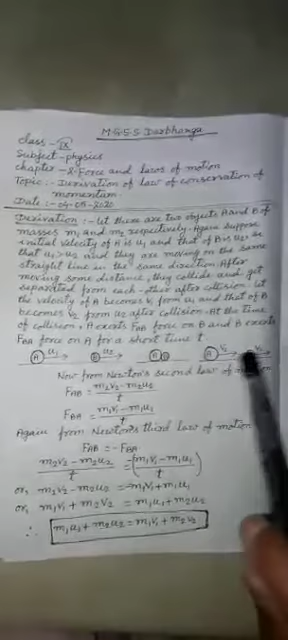 M.G.S.S Darbhanga
class - IX
Subject - physics
chapter - 2. Force and laws of motion
Topic :- Derivation of law of conservation of
momentum.
Date :- 04-05-2020
Derivation :- Let there are two objects A and B of
masses m1 and m2 respectively. Again suppose
initial velocity of A is u1 and that of B is u2, be
that u1 > u2 and they are moving on the same
straight line in the same direction. After
moving some distance, they collide and get
separated from each-other after collision. Let
the velocity of A becomes V1 from u1 and that of B
becomes V2 from u2 after collision. At the time
of collision, A exerts FAB force on B and B exerts
FBA force on A for a short time t.
A u1 B u2 A B A V1 V2
Now from Newton's second law of motion
FAB = m2V2 - m2u2 / t
FBA = m1V1 - m1u1 / t
Again from Newton's third law of motion
FAB = -FBA
m2V2 - m2u2 / t = -(m1V1 - m1u1 / t)
or, m2V2 - m2u2 = -m1V1 + m1u1
or, m1V1 + m2V2 = m1u1 + m2u2
∴ m1u1 + m2u2 = m1V1 + m2V2